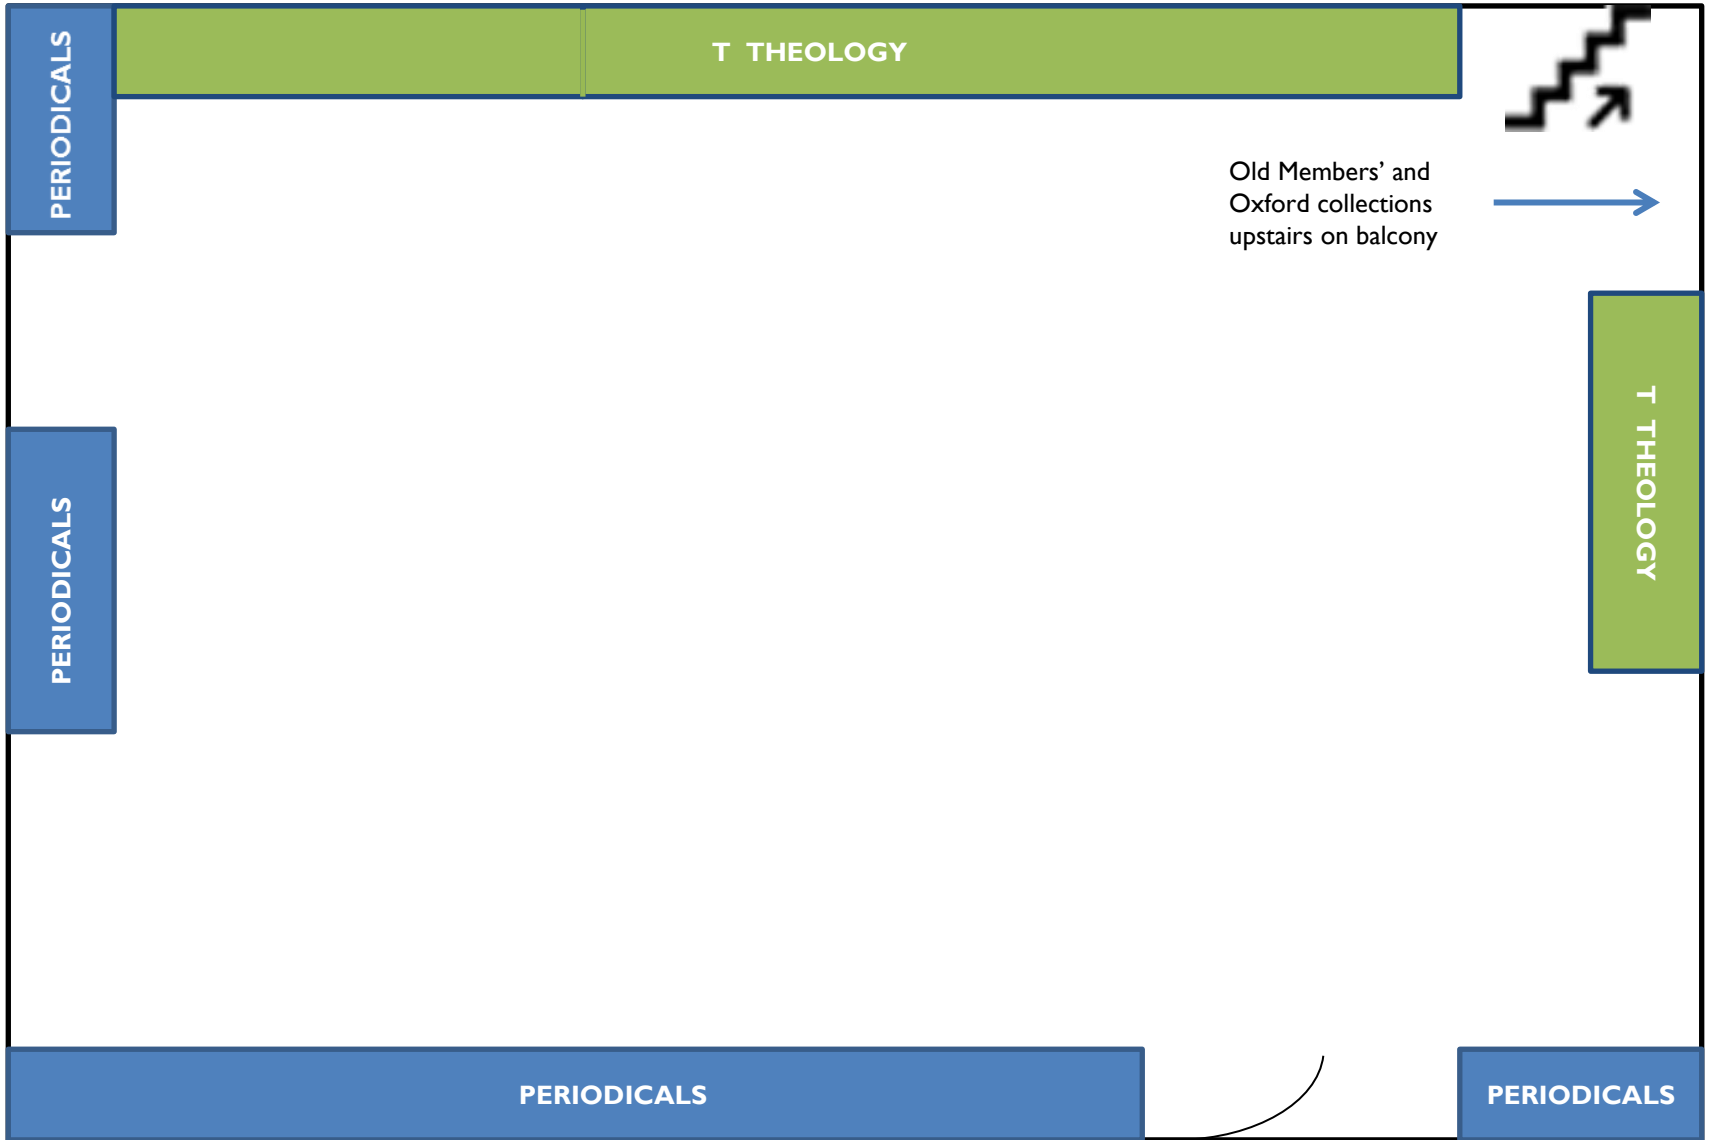 PERIODICALS
T THEOLOGY
Old Members’ and
Oxford collections
upstairs on balcony
T THEOLOGY
PERIODICALS
PERIODICALS
PERIODICALS